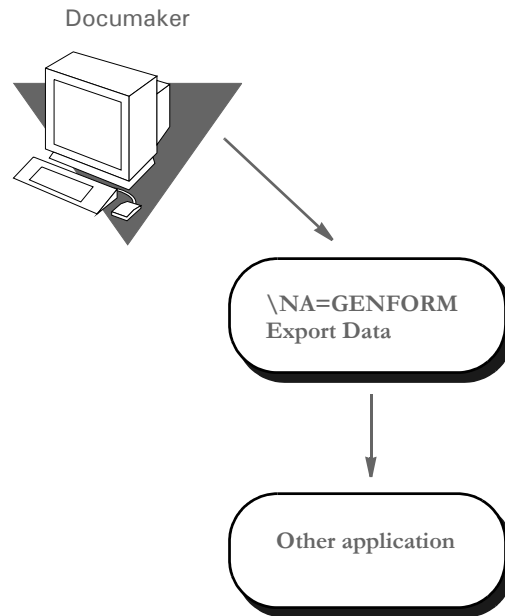 Documaker
\NA=GENFORM
Export Data
Other application